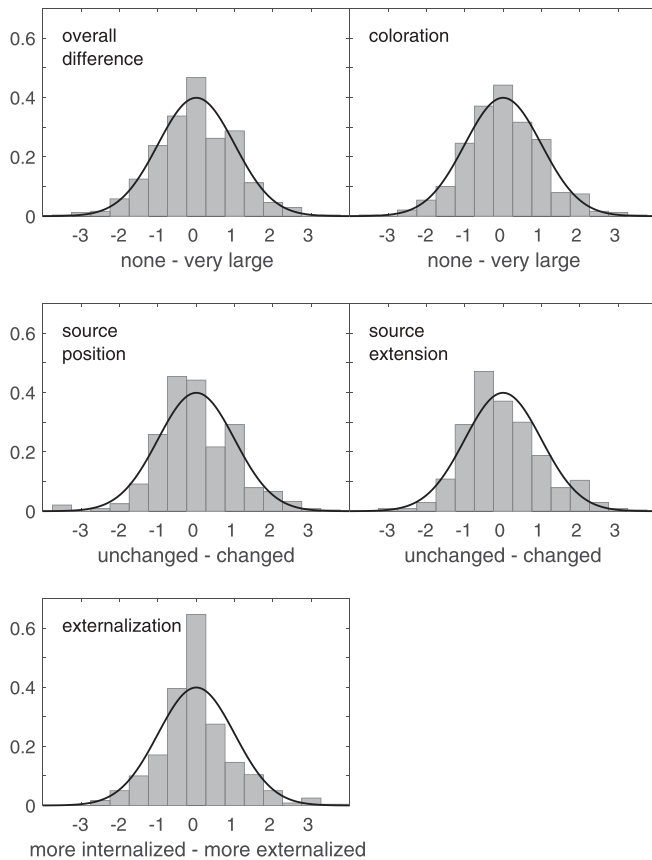 overall
difference
coloration
0.6
0.4
0.2
0
-3 -2 -1 0 1 2 3
-3 -2 -1 0 1 2 3
none - very large
none - very large
source
position
source
extension
0.6
0.4
0.2
0
-3 -2 -1 0 1 2 3
-3 -2 -1 0 1 2 3
unchanged - changed
unchanged - changed
externalization
0.6
0.4
0.2
0
-3 -2 -1 0 1 2 3
more internalized - more externalized